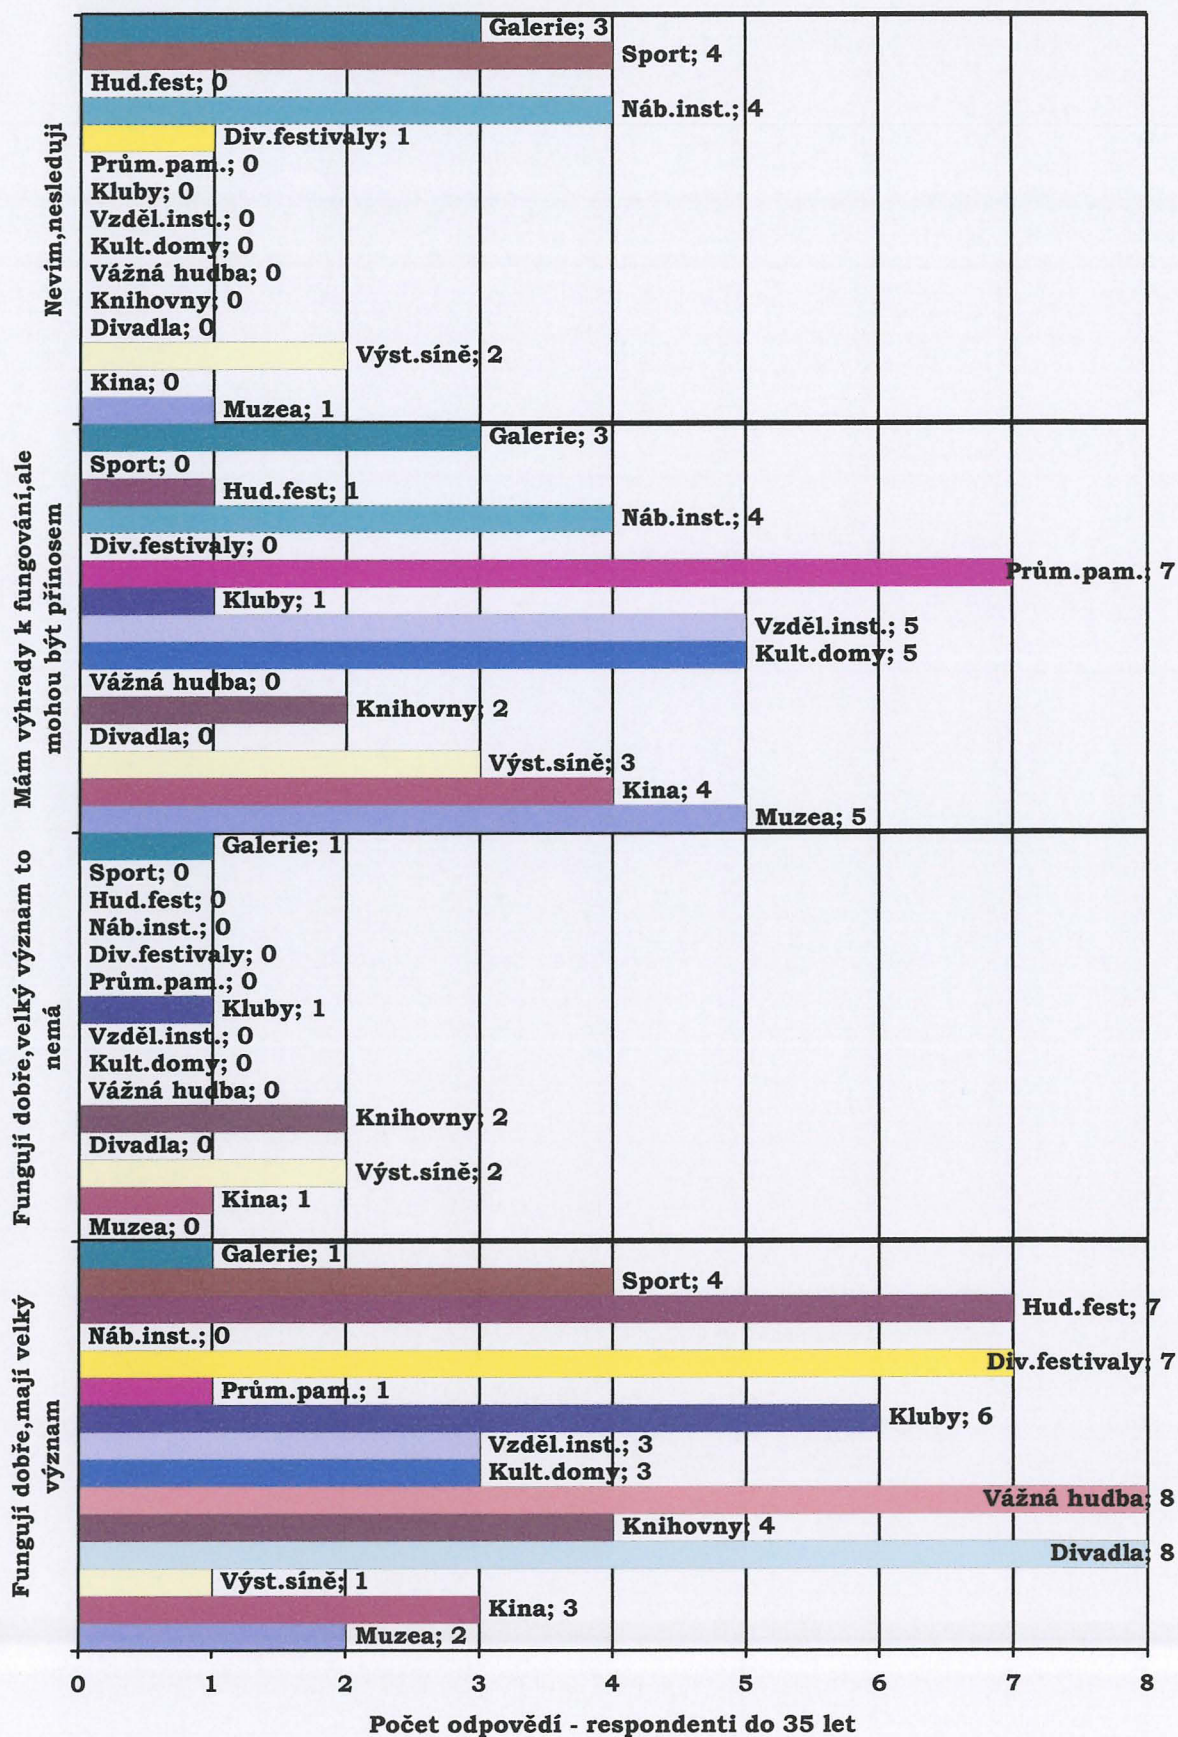 Nevím,nesleduji
Galerie; 3
Sport; 4
Hud.fest; 0
Náb.inst.; 4
Div.festivaly; 1
Prům.pam.; 0
Kluby; 0
Vzděl.inst.; 0
Kult.domy; 0
Vážná hudba; 0
Knihovny; 0
Divadla; 0
Výst.síně; 2
Kina; 0
Muzea; 1
Mám výhrady k fungování,ale
mohou být přínosem
Galerie; 3
Sport; 0
Hud.fest; 1
Náb.inst.; 4
Div.festivaly; 0
Prům.pam.; 7
Kluby; 1
Vzděl.inst.; 5
Kult.domy; 5
Vážná hudba; 0
Knihovny; 2
Divadla; 0
Výst.síně; 3
Kina; 4
Muzea; 5
Fungují dobře,velký význam to
nemá
Galerie; 1
Sport; 0
Hud.fest; 0
Náb.inst.; 0
Div.festivaly; 0
Prům.pam.; 0
Kluby; 1
Vzděl.inst.; 0
Kult.domy; 0
Vážná hudba; 0
Knihovny; 2
Divadla; 0
Výst.síně; 2
Kina; 1
Muzea; 0
Fungují dobře,mají velký
význam
Galerie; 1
Sport; 4
Hud.fest; 7
Náb.inst.; 0
Div.festivaly; 7
Prům.pam.; 1
Kluby; 6
Vzděl.inst.; 3
Kult.domy; 3
Vážná hudba; 8
Knihovny; 4
Divadla; 8
Výst.síně; 1
Kina; 3
Muzea; 2
0 1 2 3 4 5 6 7 8
Počet odpovědí - respondenti do 35 let